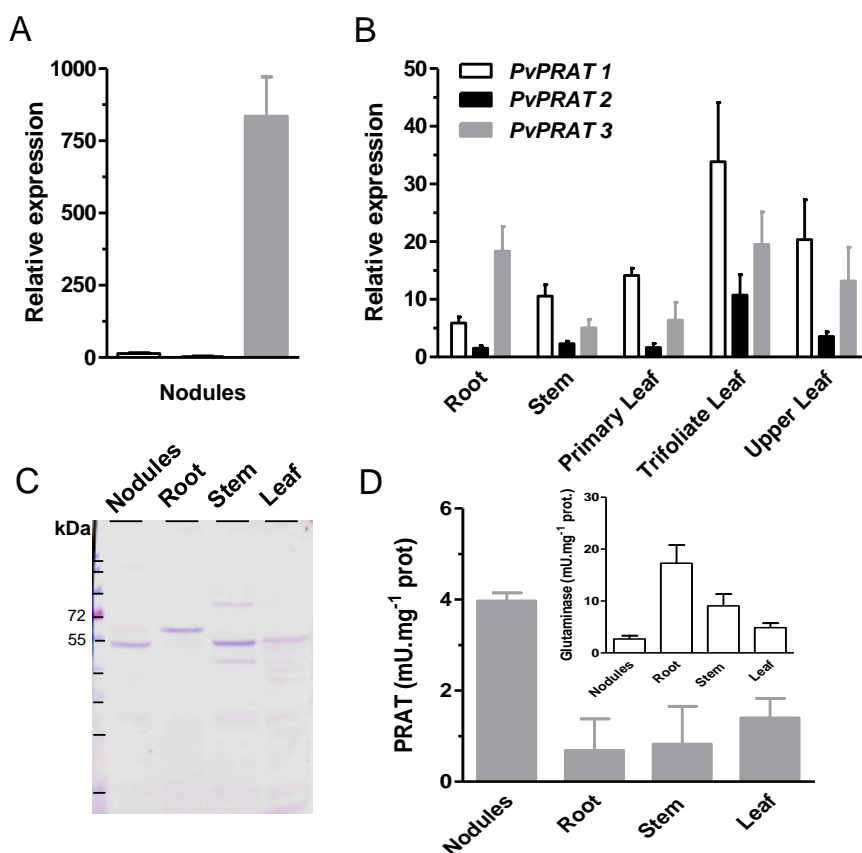 A
Relative expression
1000
750
500
250
0
Nodules
B
Relative expression
50
40
30
20
10
0
PvPRAT 1
PvPRAT 2
PvPRAT 3
Root
Stem
Primary Leaf
Trifoliate Leaf
Upper Leaf
C
Nodules
Root
Stem
Leaf
kDa
72
55
D
PRAT (mU.mg⁻¹ prot)
6
4
2
0
Nodules
Root
Stem
Leaf
Glutaminase (mU.mg⁻¹ prot.)
30
20
10
0
Nodules
Root
Stem
Leaf